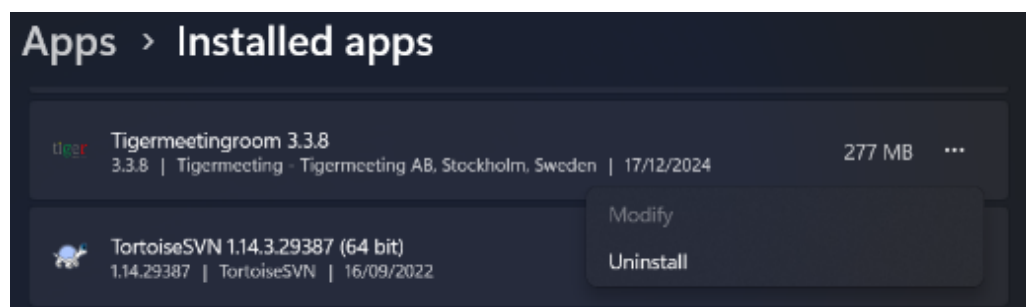 Apps > Installed apps
tiger
Tigermeetingroom 3.3.8
3.3.8 | Tigermeeting - Tigermeeting AB, Stockholm, Sweden | 17/12/2024
277 MB ...
Modify
Uninstall
TortoiseSVN 1.14.3.29387 (64 bit)
1.14.29387 | TortoiseSVN | 16/09/2022